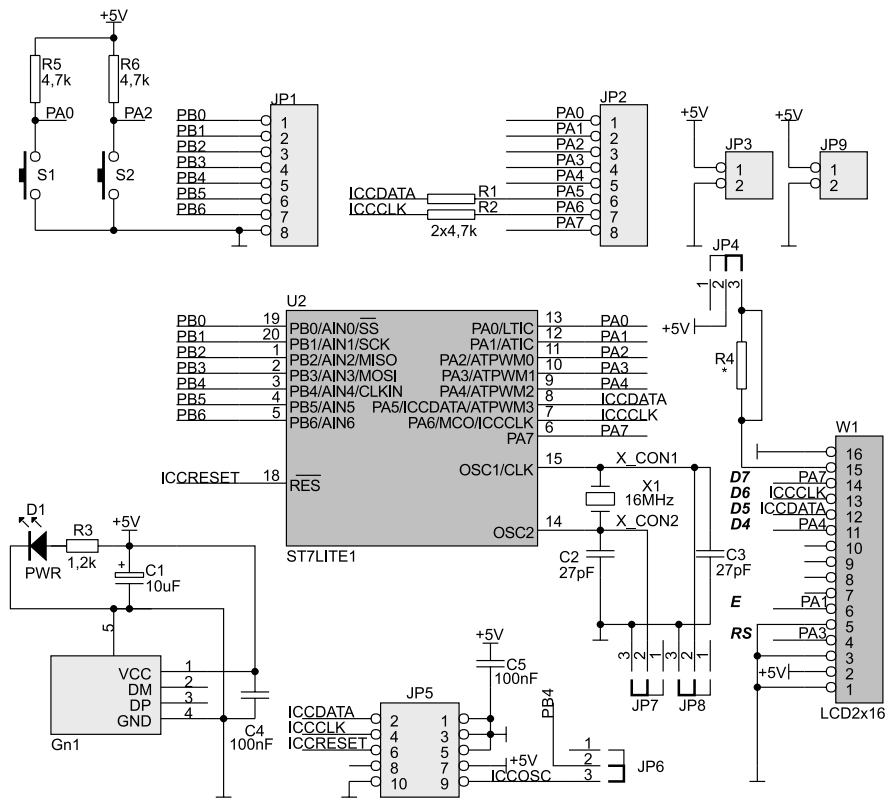 +5V
R5
4,7k
R6
4,7k
PA0
PA2
S1
S2
JP1
PB0
1
PB1
2
PB2
3
PB3
4
PB4
5
PB5
6
PB6
7
8
JP2
PA0
1
PA1
2
PA2
3
PA3
4
PA4
5
ICCDATA
R1
PA5
6
ICCCLK
R2
PA6
7
2x4,7k
PA7
8
+5V
JP3
1
2
+5V
JP9
1
2
JP4
1
2
3
+5V
R4
*
U2
PB0 19 PB0/AIN0/SS
PB1 20 PB1/AIN1/SCK
PB2 1 PB2/AIN2/MISO
PB3 2 PB3/AIN3/MOSI
PB4 3 PB4/AIN4/CLKIN
PB5 4 PB5/AIN5
PB6 5 PB6/AIN6
ICCRESET 18 RES
PA0/LTIC 13 PA0
PA1/ATIC 12 PA1
PA2/ATPWM0 11 PA2
PA3/ATPWM1 10 PA3
PA4/ATPWM2 9 PA4
PA5/ICCDATA/ATPWM3 8 ICCDATA
PA6/MCO/ICCCLK 7 ICCCLK
PA7 6 PA7
OSC1/CLK 15 X_CON1
OSC2 14 X_CON2
ST7LITE1
X1
16MHz
C2
27pF
C3
27pF
3
2
1
JP7
3
2
1
JP8
W1
16
15
D7 PA7 14
D6 ICCCLK 13
D5 ICCDATA 12
D4 PA4 11
10
9
8
7
E PA1 6
5
RS PA3 4
3
+5V 2
1
LCD2x16
D1
PWR
R3
1,2k
+5V
+
C1
10uF
5
VCC 1
DM 2
DP 3
GND 4
Gn1
C4
100nF
+5V
C5
100nF
JP5
ICCDATA 2 1
ICCCLK 4 3
ICCRESET 6 5
8 7 +5V
10 9 ICCOSC
PB4
1
2
3
JP6